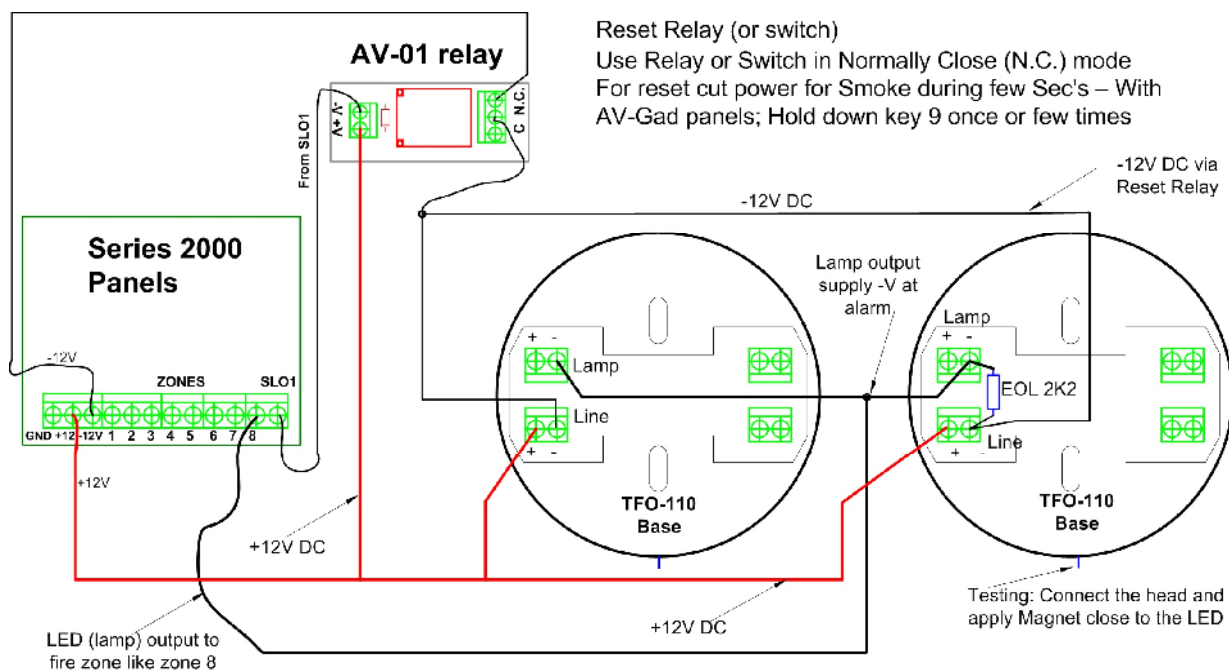 Reset Relay (or switch)
Use Relay or Switch in Normally Close (N.C.) mode
For reset cut power for Smoke during few Sec's – With
AV-Gad panels; Hold down key 9 once or few times
AV-01 relay
V+ V-
C N.C.
From SLO1
-12V DC via
Reset Relay
-12V DC
Series 2000
Panels
Lamp output
supply -V at
alarm
-12V
ZONES
SLO1
GND +12 -12V 1 2 3 4 5 6 7 8
+12V
+ -
Lamp
Line
+ -
TFO-110
Base
Lamp
+ -
EOL 2K2
Line
+ -
TFO-110
Base
+12V DC
+12V DC
LED (lamp) output to
fire zone like zone 8
Testing: Connect the head and
apply Magnet close to the LED